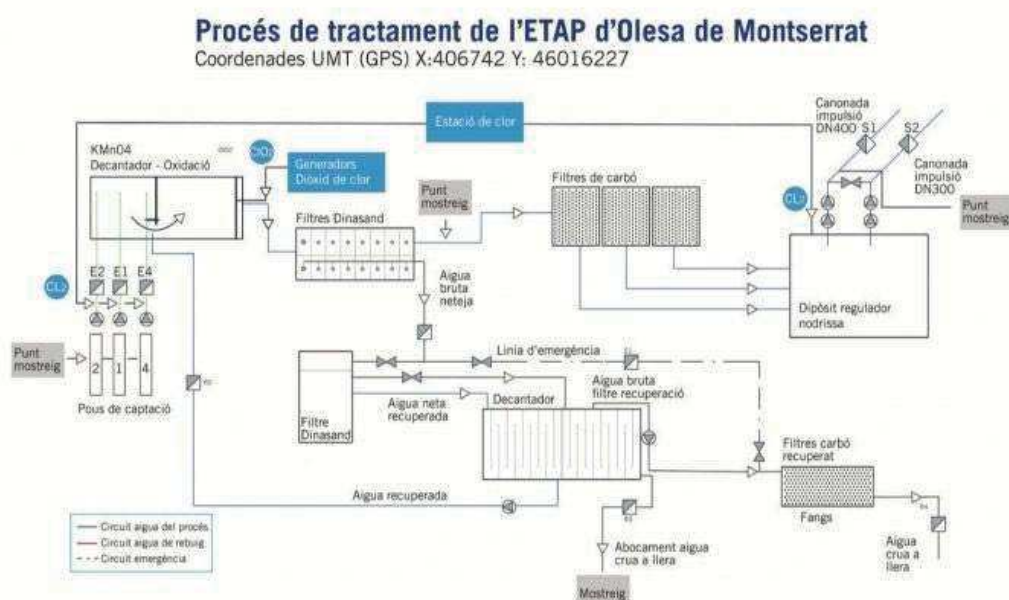 Procés de tractament de l'ETAP d'Olesa de Montserrat
Coordenades UMT (GPS) X:406742 Y: 46016227
Estació de clor
Canonada
impulsió
DN400
S1
S2
KMn04
Decantador - Oxidació
ClO₂
Generadors
Diòxid de clor
Punt
mostreig
Filtres de carbó
Canonada
impulsió
DN300
CL₂
Punt
mostreig
Filtres Dinasand
E2
E1
E4
CL₂
Aigua
bruta
neteja
Dipòsit regulador
nodrissa
Punt
mostreig
2
1
4
Pous de captació
Línia d'emergència
Aigua bruta
filtre recuperació
Aigua neta
recuperada
Decantador
Filtre
Dinasand
Filtres carbó
recuperat
Aigua recuperada
Fangs
Circuit aigua del procés
Circuit aigua de rebuig
Circuit emergència
Abocament aigua
crua a llera
Aigua
crua a
llera
Mostreig